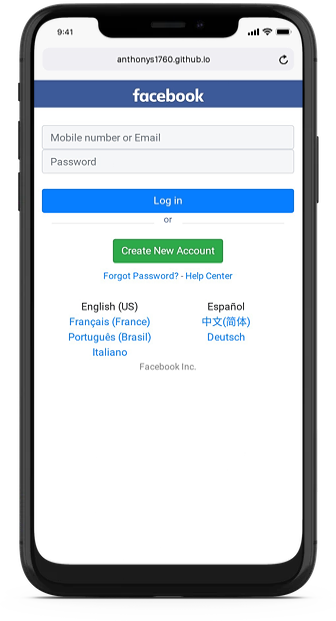 9:41
anthonys1760.github.io
facebook
Mobile number or Email
Password
Log in
or
Create New Account
Forgot Password? - Help Center
English (US) Español
Français (France) 中文(简体)
Português (Brasil) Deutsch
Italiano
Facebook Inc.